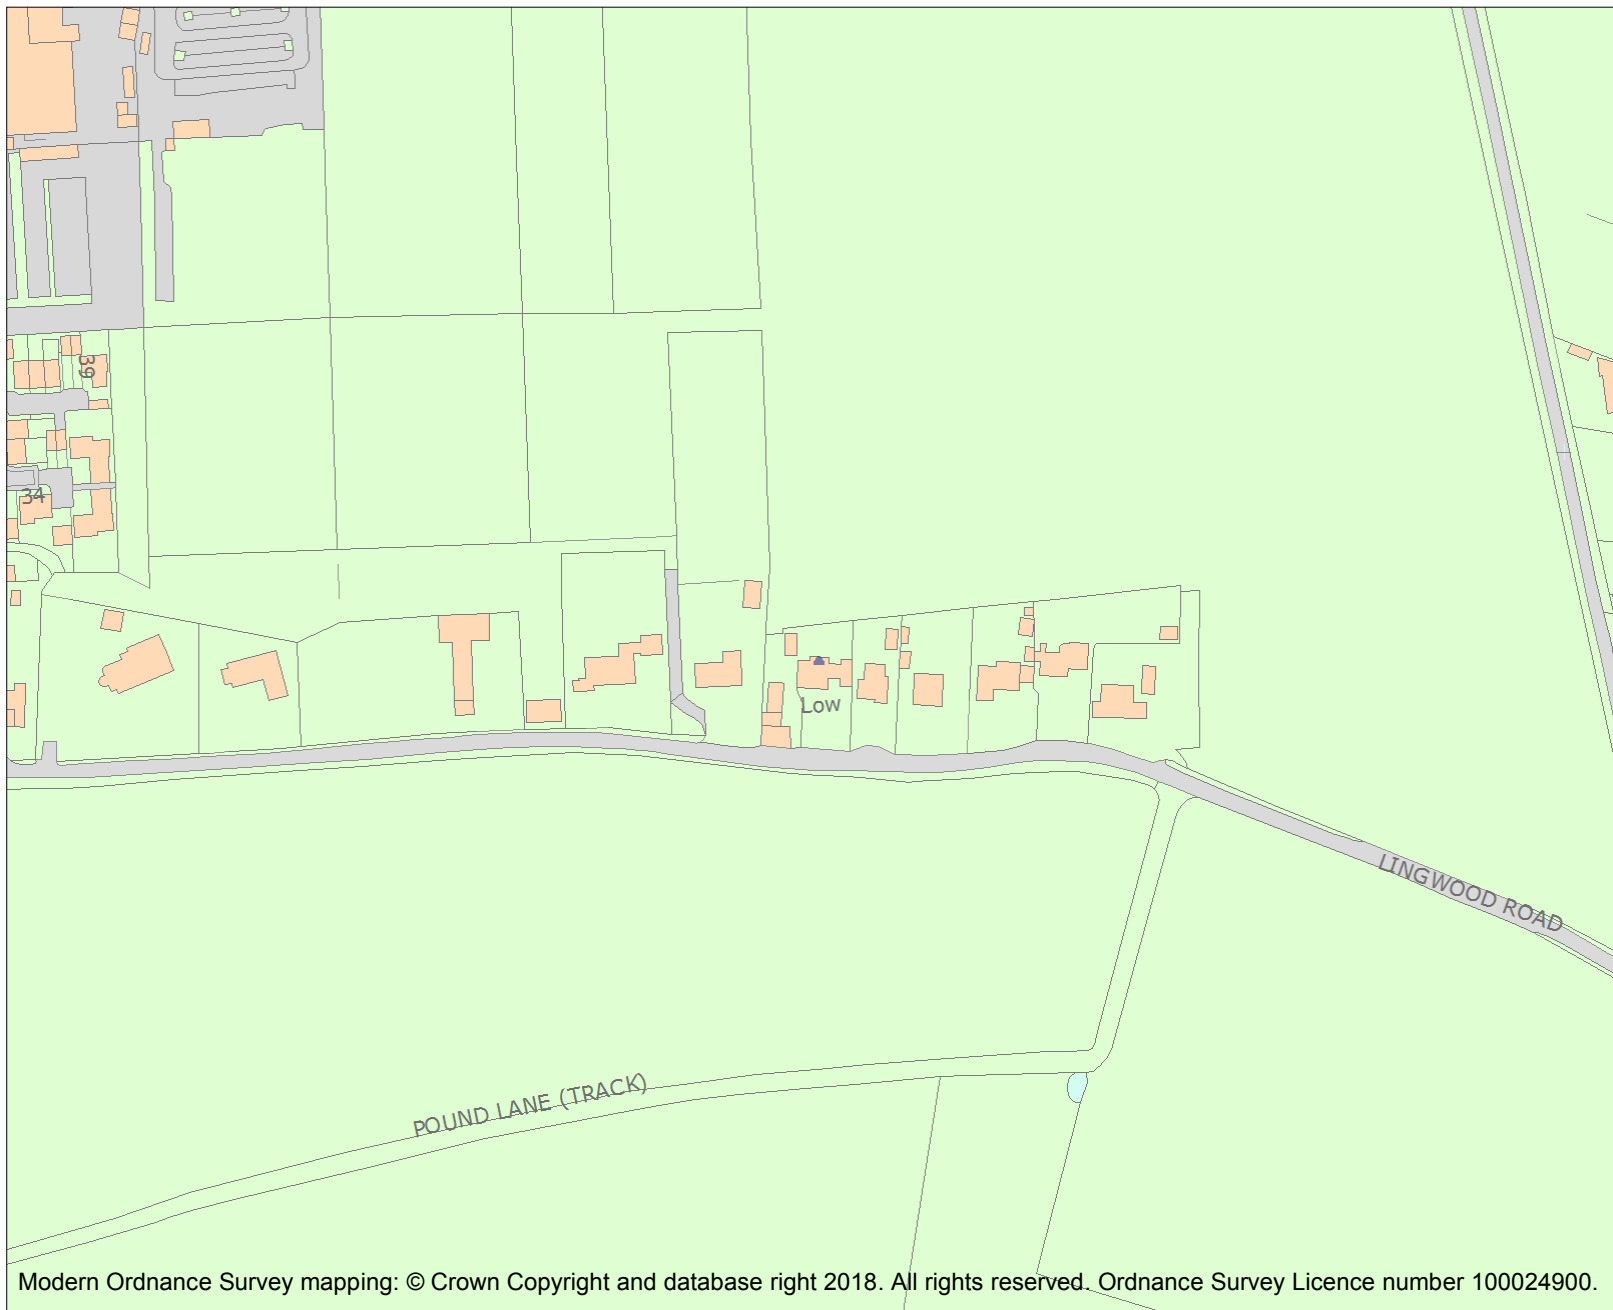 39
34
Low
LINGWOOD ROAD
POUND LANE (TRACK)
Modern Ordnance Survey mapping: © Crown Copyright and database right 2018. All rights reserved. Ordnance Survey Licence number 100024900.